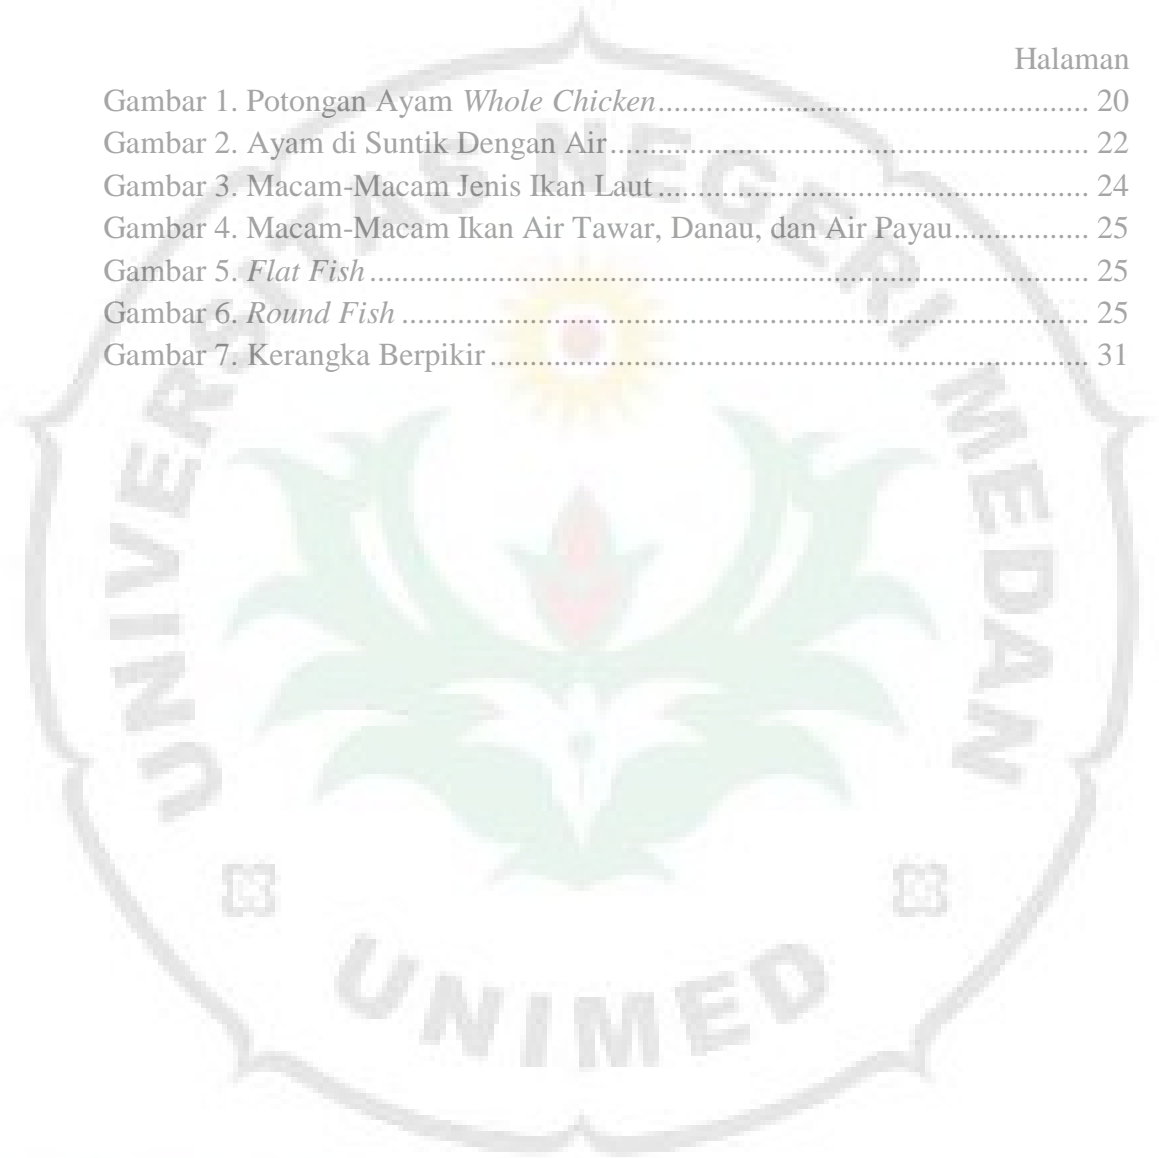 Halaman
Gambar 1. Potongan Ayam Whole Chicken.................................................... 20
Gambar 2. Ayam di Suntik Dengan Air.......................................................... 22
Gambar 3. Macam-Macam Jenis Ikan Laut .................................................... 24
Gambar 4. Macam-Macam Ikan Air Tawar, Danau, dan Air Payau................ 25
Gambar 5. Flat Fish........................................................................................ 25
Gambar 6. Round Fish .................................................................................... 25
Gambar 7. Kerangka Berpikir ......................................................................... 31
UNIVERSITAS NEGERI MEDAN
UNIMED